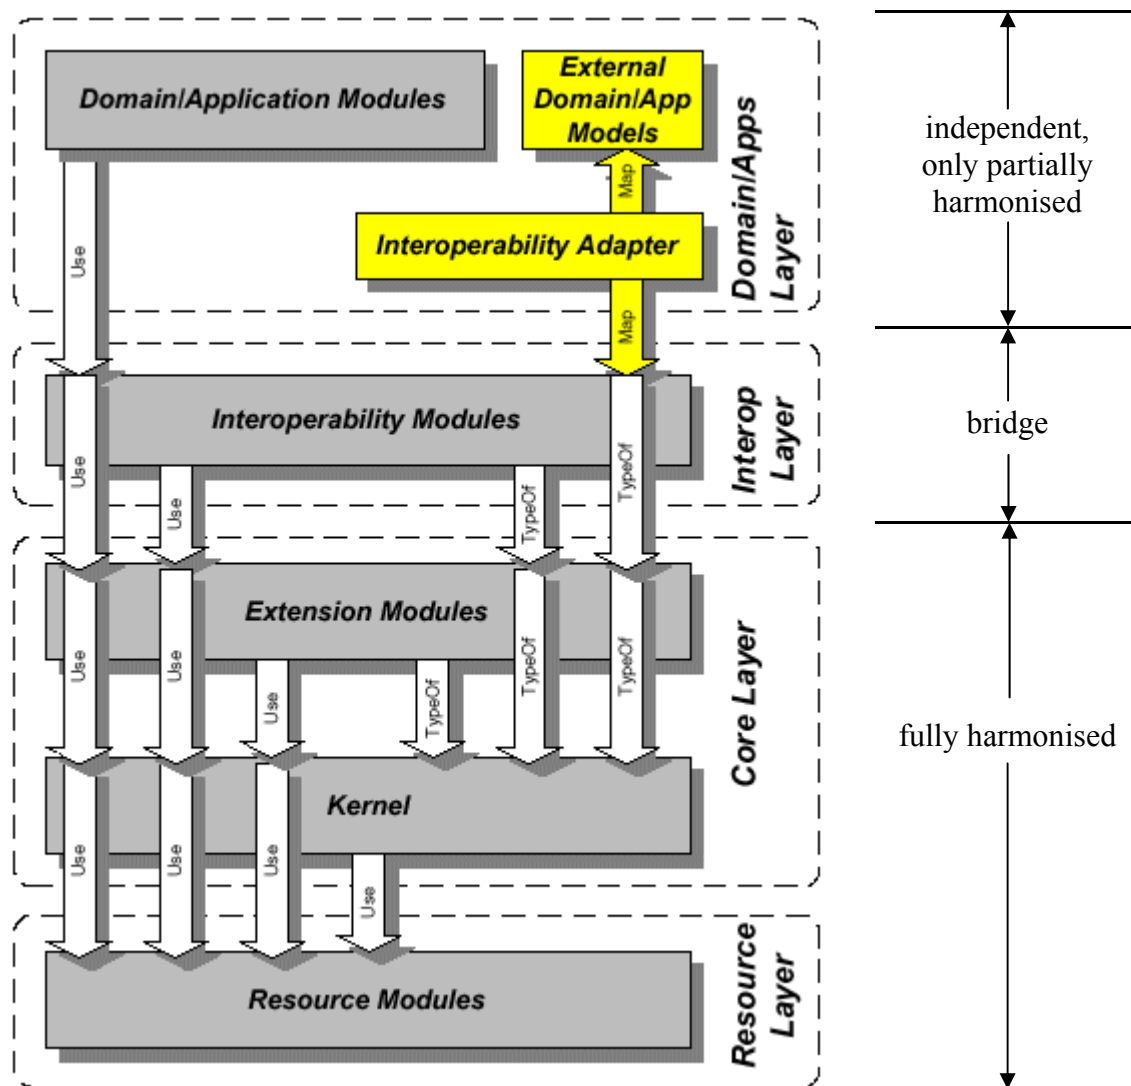 Domain/Application Modules
External
Domain/App
Models
Map
Interoperability Adapter
Map
Use
Domain/Apps
Layer
independent,
only partially
harmonised
Interoperability Modules
Use
Use
TypeOf
TypeOf
Interop
Layer
bridge
Extension Modules
Use
Use
Use
TypeOf
TypeOf
TypeOf
Kernel
Core Layer
fully harmonised
Use
Use
Use
Use
Resource Modules
Resource
Layer